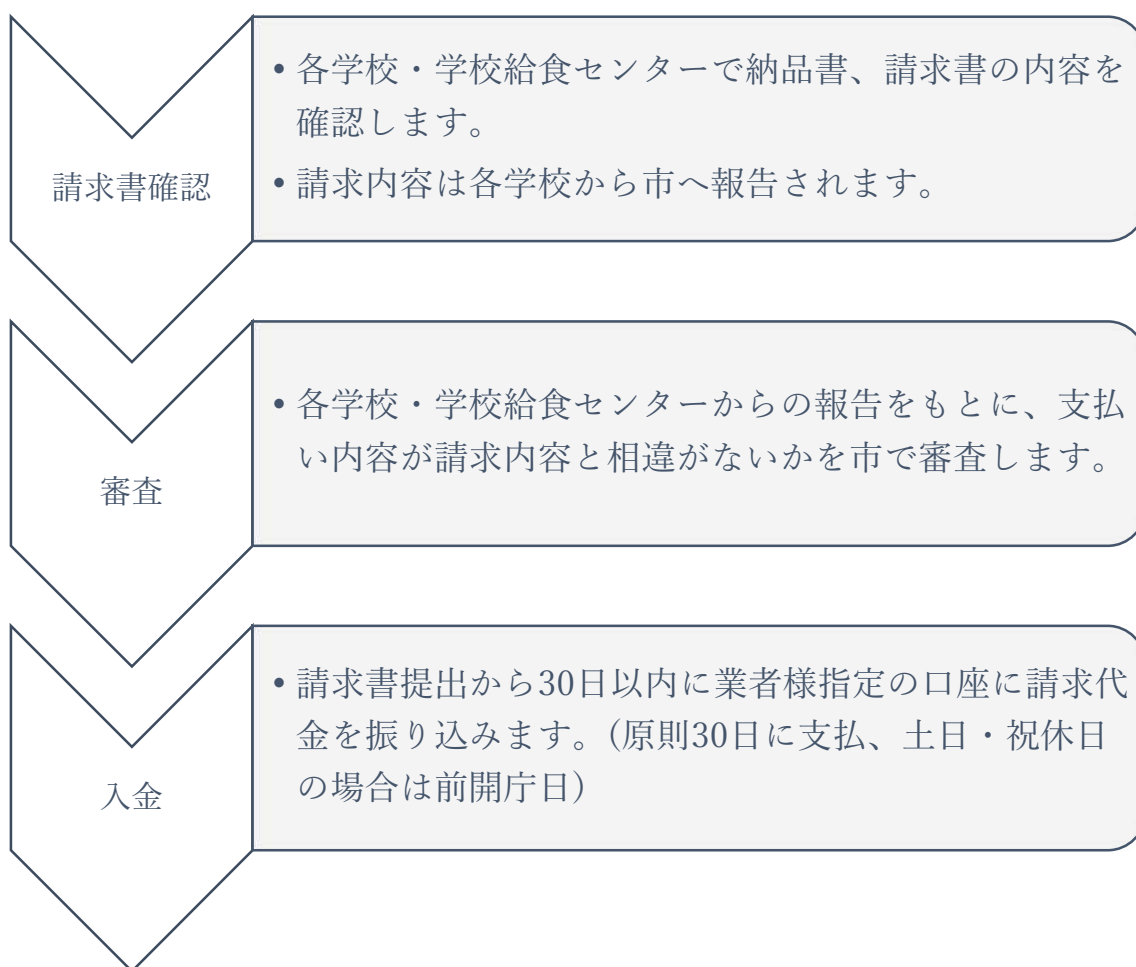 請求書確認
• 各学校・学校給食センターで納品書、請求書の内容を
確認します。
• 請求内容は各学校から市へ報告されます。
審査
• 各学校・学校給食センターからの報告をもとに、支払
い内容が請求内容と相違がないかを市で審査します。
入金
• 請求書提出から30日以内に業者様指定の口座に請求代
金を振り込みます。(原則30日に支払、土日・祝休日
の場合は前開庁日)